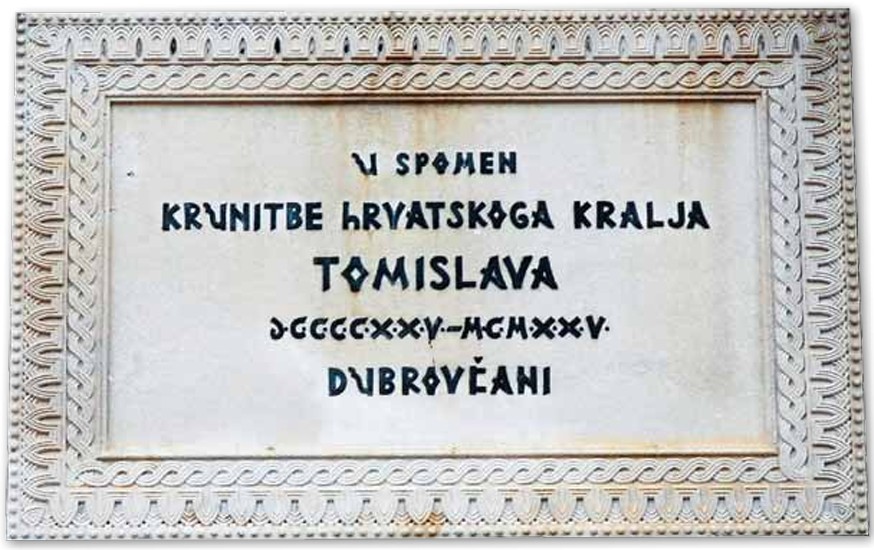 U SPOMEN
KRUNITBE HRVATSKOGA KRALJA
TOMISLAVA
DCCCCXXV–MCMXXV·
DUBROVČANI